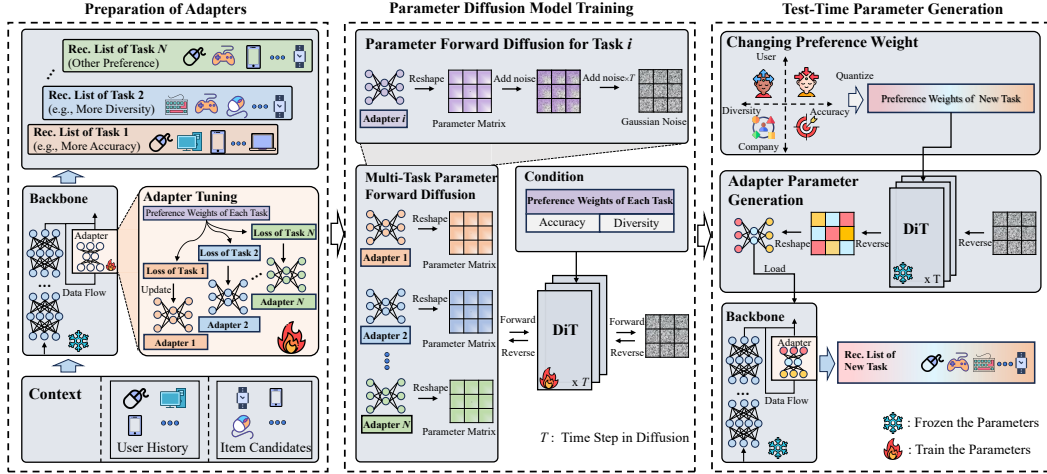 Preparation of Adapters
Rec. List of Task N
(Other Preference)
Rec. List of Task 2
(e.g., More Diversity)
Rec. List of Task 1
(e.g., More Accuracy)
Backbone
Adapter
Data Flow
Adapter Tuning
Preference Weights of Each Task
Loss of Task N
Loss of Task 2
Loss of Task 1
Update
Adapter N
Adapter 2
Adapter 1
Context
User History
Item Candidates
Parameter Diffusion Model Training
Parameter Forward Diffusion for Task i
Reshape
Add noise
Add noise×T
Adapter i
Parameter Matrix
Gaussian Noise
Multi-Task Parameter
Forward Diffusion
Reshape
Adapter 1
Parameter Matrix
Reshape
Adapter 2
Parameter Matrix
Reshape
Adapter N
Parameter Matrix
Condition
Preference Weights of Each Task
Accuracy
Diversity
Forward
Reverse
DiT
x T
Forward
Reverse
T : Time Step in Diffusion
Test-Time Parameter Generation
Changing Preference Weight
User
Diversity
Accuracy
Company
Quantize
Preference Weights of New Task
Adapter Parameter
Generation
Reshape
Reverse
DiT
x T
Reverse
Load
Backbone
Adapter
Data Flow
Rec. List of
New Task
: Frozen the Parameters
: Train the Parameters